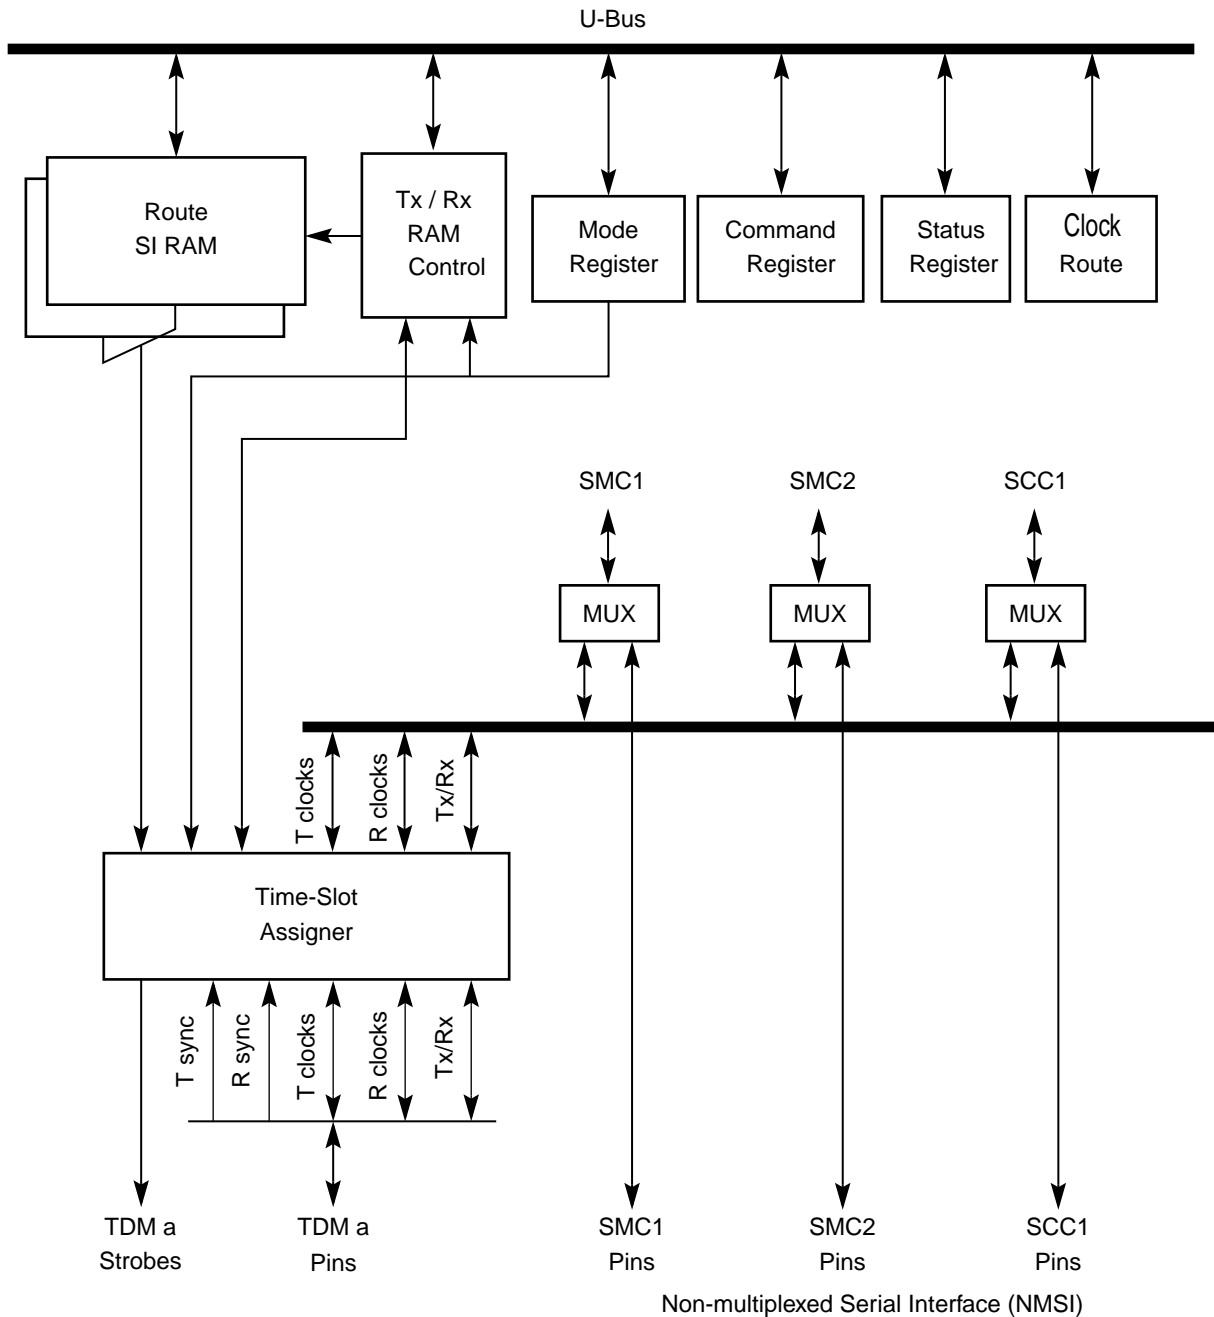 U-Bus
Route
SI RAM
Tx / Rx
RAM
Control
Mode
Register
Command
Register
Status
Register
Clock
Route
SMC1
SMC2
SCC1
MUX
MUX
MUX
T clocks
R clocks
Tx/Rx
Time-Slot
Assigner
T sync
R sync
T clocks
R clocks
Tx/Rx
TDM a
Strobes
TDM a
Pins
SMC1
Pins
SMC2
Pins
SCC1
Pins
Non-multiplexed Serial Interface (NMSI)